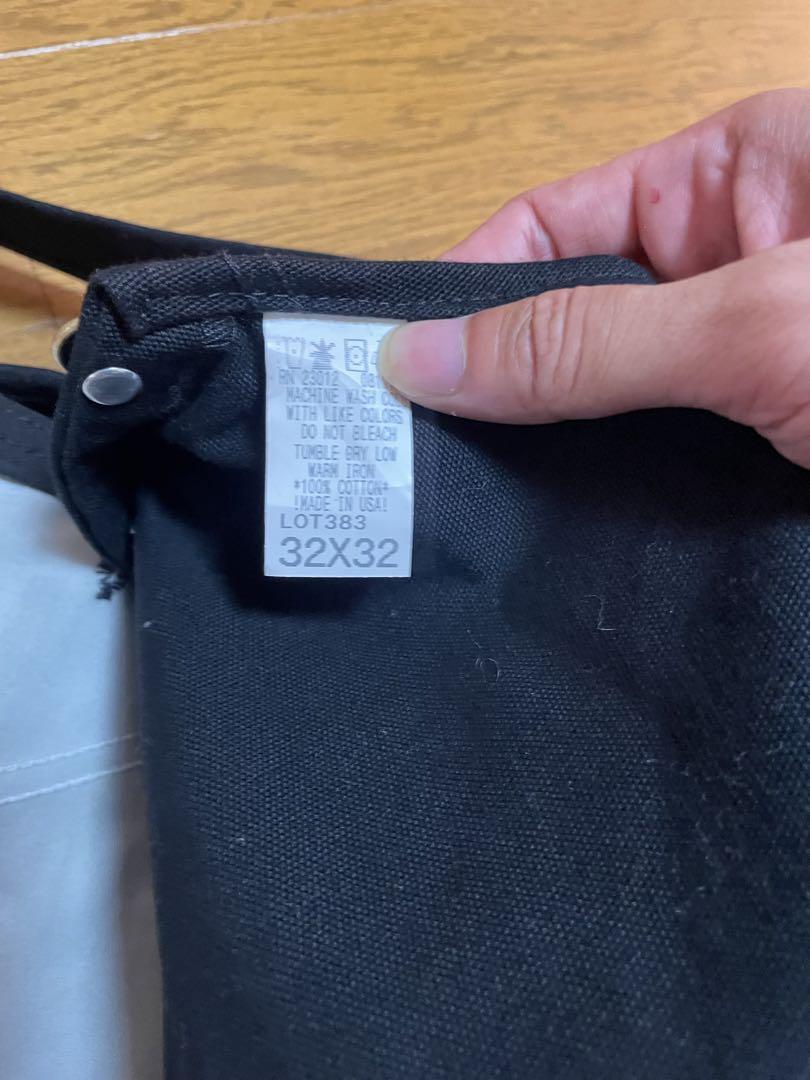 RN 23012 081
MACHINE WASH
WITH LIKE COLORS
DO NOT BLEACH
TUMBLE DRY LOW
WARM IRON
*100% COTTON*
!MADE IN USA!
LOT383
32X32